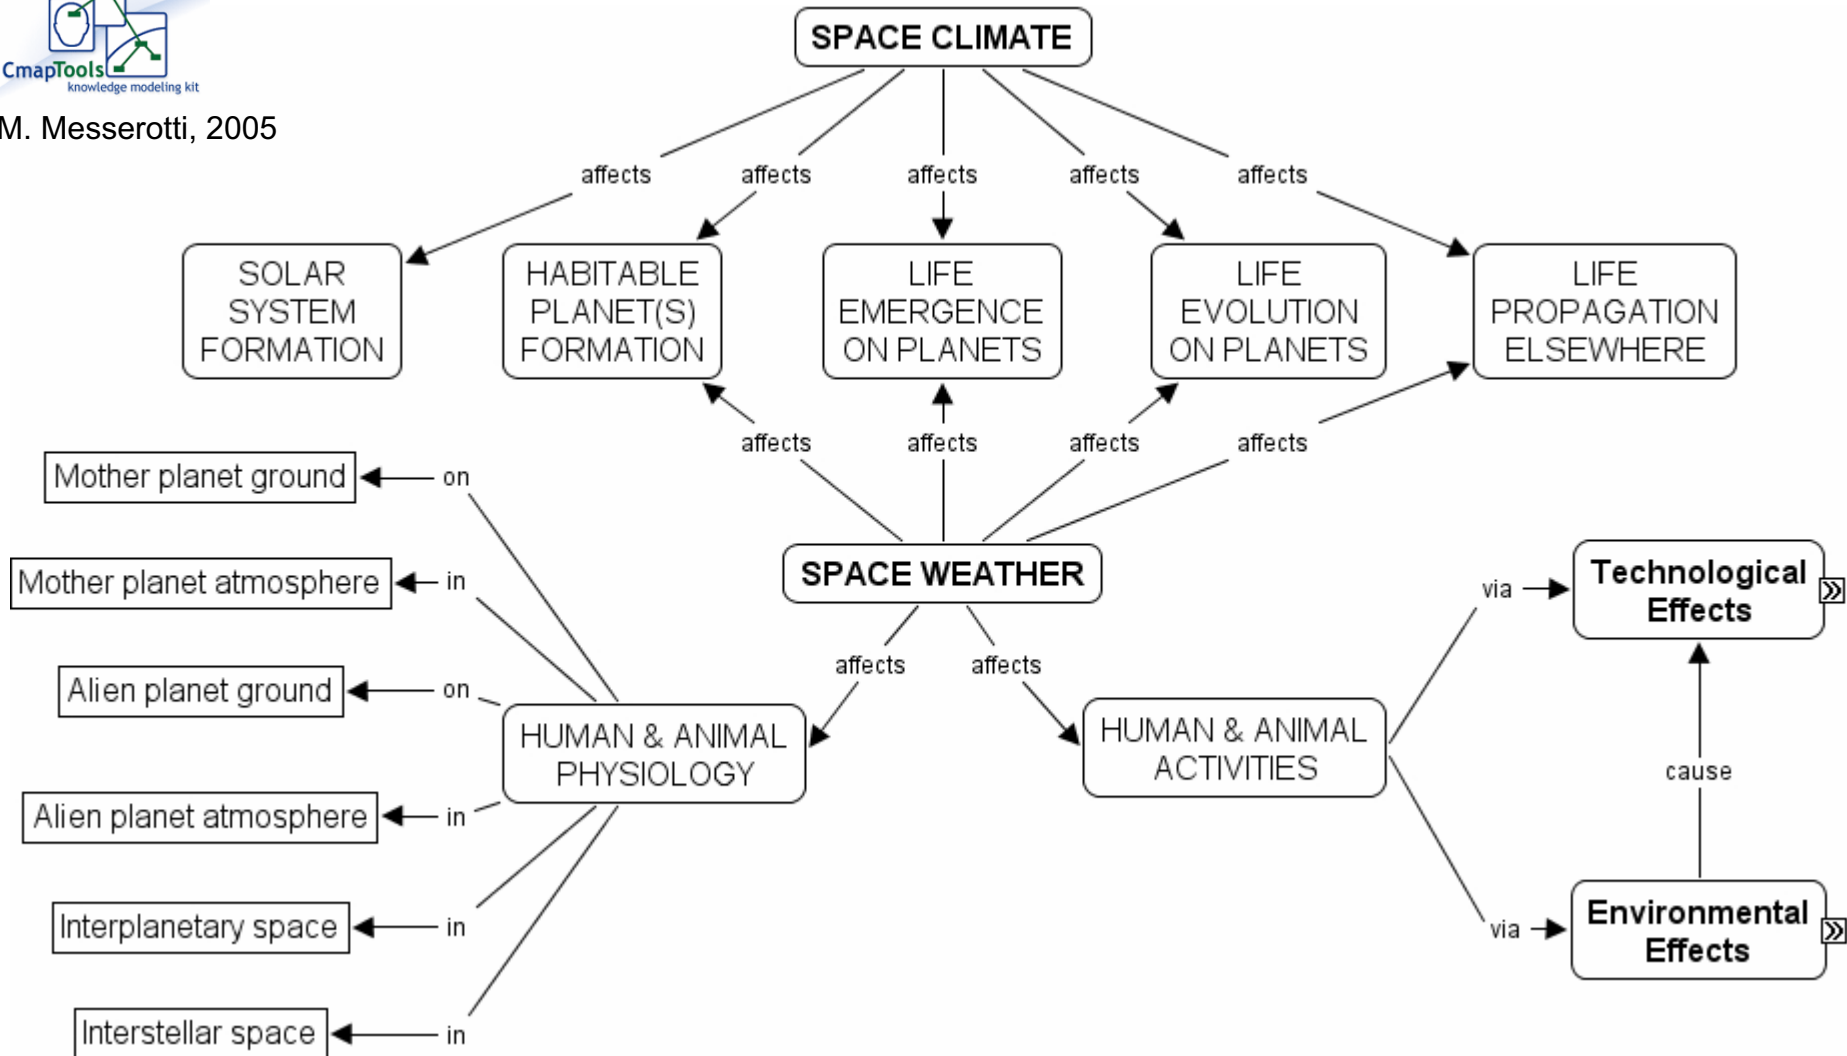 CmapTools
knowledge modeling kit
M. Messerotti, 2005
SPACE CLIMATE
affects
affects
affects
affects
affects
SOLAR
SYSTEM
FORMATION
HABITABLE
PLANET(S)
FORMATION
LIFE
EMERGENCE
ON PLANETS
LIFE
EVOLUTION
ON PLANETS
LIFE
PROPAGATION
ELSEWHERE
affects
affects
affects
affects
SPACE WEATHER
affects
affects
HUMAN & ANIMAL
PHYSIOLOGY
on
Mother planet ground
in
Mother planet atmosphere
on
Alien planet ground
in
Alien planet atmosphere
in
Interplanetary space
in
Interstellar space
HUMAN & ANIMAL
ACTIVITIES
via
Technological
Effects
cause
via
Environmental
Effects